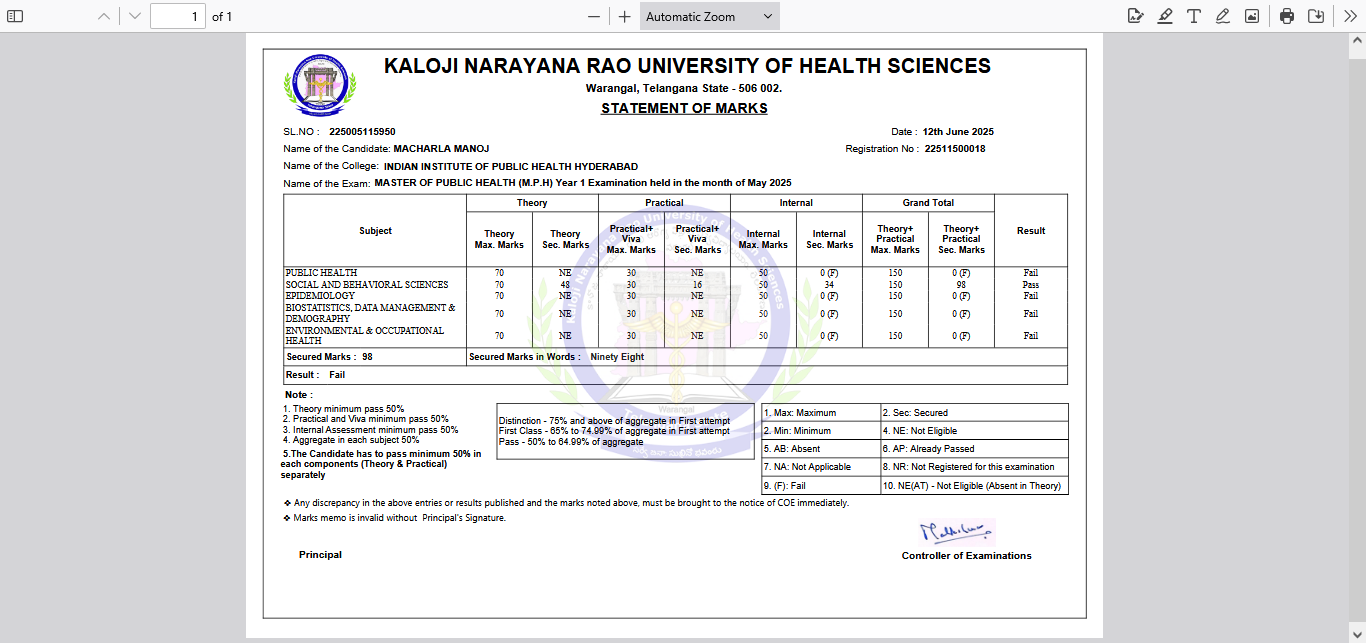 1 of 1 Automatic Zoom
KALOJI NARAYANA RAO UNIVERSITY OF HEALTH SCIENCES
Warangal, Telangana State - 506 002.
STATEMENT OF MARKS
SL.NO : 225005115950 Date : 12th June 2025
Name of the Candidate: MACHARLA MANOJ Registration No : 22511500018
Name of the College: INDIAN INSTITUTE OF PUBLIC HEALTH HYDERABAD
Name of the Exam: MASTER OF PUBLIC HEALTH (M.P.H) Year 1 Examination held in the month of May 2025
Subject Theory Practical Internal Grand Total Result
Theory Max. Marks Theory Sec. Marks Practical+ Viva Max. Marks Practical+ Viva Sec. Marks Internal Max. Marks Internal Sec. Marks Theory+ Practical Max. Marks Theory+ Practical Sec. Marks
PUBLIC HEALTH 70 NE 30 NE 50 0 (F) 150 0 (F) Fail
SOCIAL AND BEHAVIORAL SCIENCES 70 48 30 16 50 34 150 98 Pass
EPIDEMIOLOGY 70 NE 30 NE 50 0 (F) 150 0 (F) Fail
BIOSTATISTICS, DATA MANAGEMENT &
DEMOGRAPHY 70 NE 30 NE 50 0 (F) 150 0 (F) Fail
ENVIRONMENTAL & OCCUPATIONAL
HEALTH 70 NE 30 NE 50 0 (F) 150 0 (F) Fail
Secured Marks : 98 Secured Marks in Words : Ninety Eight
Result : Fail
Note :
1. Theory minimum pass 50%
2. Practical and Viva minimum pass 50%
3. Internal Assessment minimum pass 50%
4. Aggregate in each subject 50%
5.The Candidate has to pass minimum 50% in
each components (Theory & Practical)
separately
Distinction - 75% and above of aggregate in First attempt
First Class - 65% to 74.99% of aggregate in First attempt
Pass - 50% to 64.99% of aggregate
1. Max: Maximum 2. Sec: Secured
2. Min: Minimum 4. NE: Not Eligible
5. AB: Absent 6. AP: Already Passed
7. NA: Not Applicable 8. NR: Not Registered for this examination
9. (F): Fail 10. NE(AT) - Not Eligible (Absent in Theory)
❖ Any discrepancy in the above entries or results published and the marks noted above, must be brought to the notice of COE immediately.
❖ Marks memo is invalid without Principal's Signature.
Principal Controller of Examinations
Kaloji Narayana Rao University of Health Sciences
Warangal